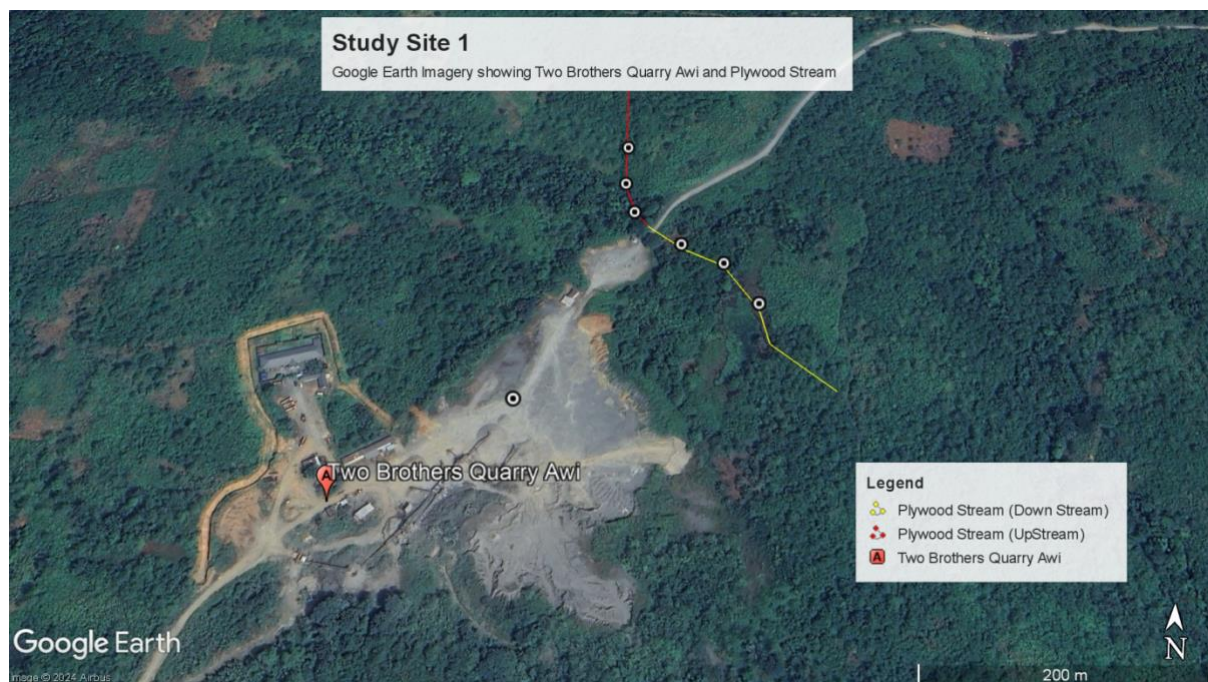 Study Site 1
Google Earth Imagery showing Two Brothers Quarry Awi and Plywood Stream
A
Two Brothers Quarry Awi
Legend
Plywood Stream (Down Stream)
Plywood Stream (UpStream)
A Two Brothers Quarry Awi
Google Earth
N
mage © 2024 Airbus
200 m